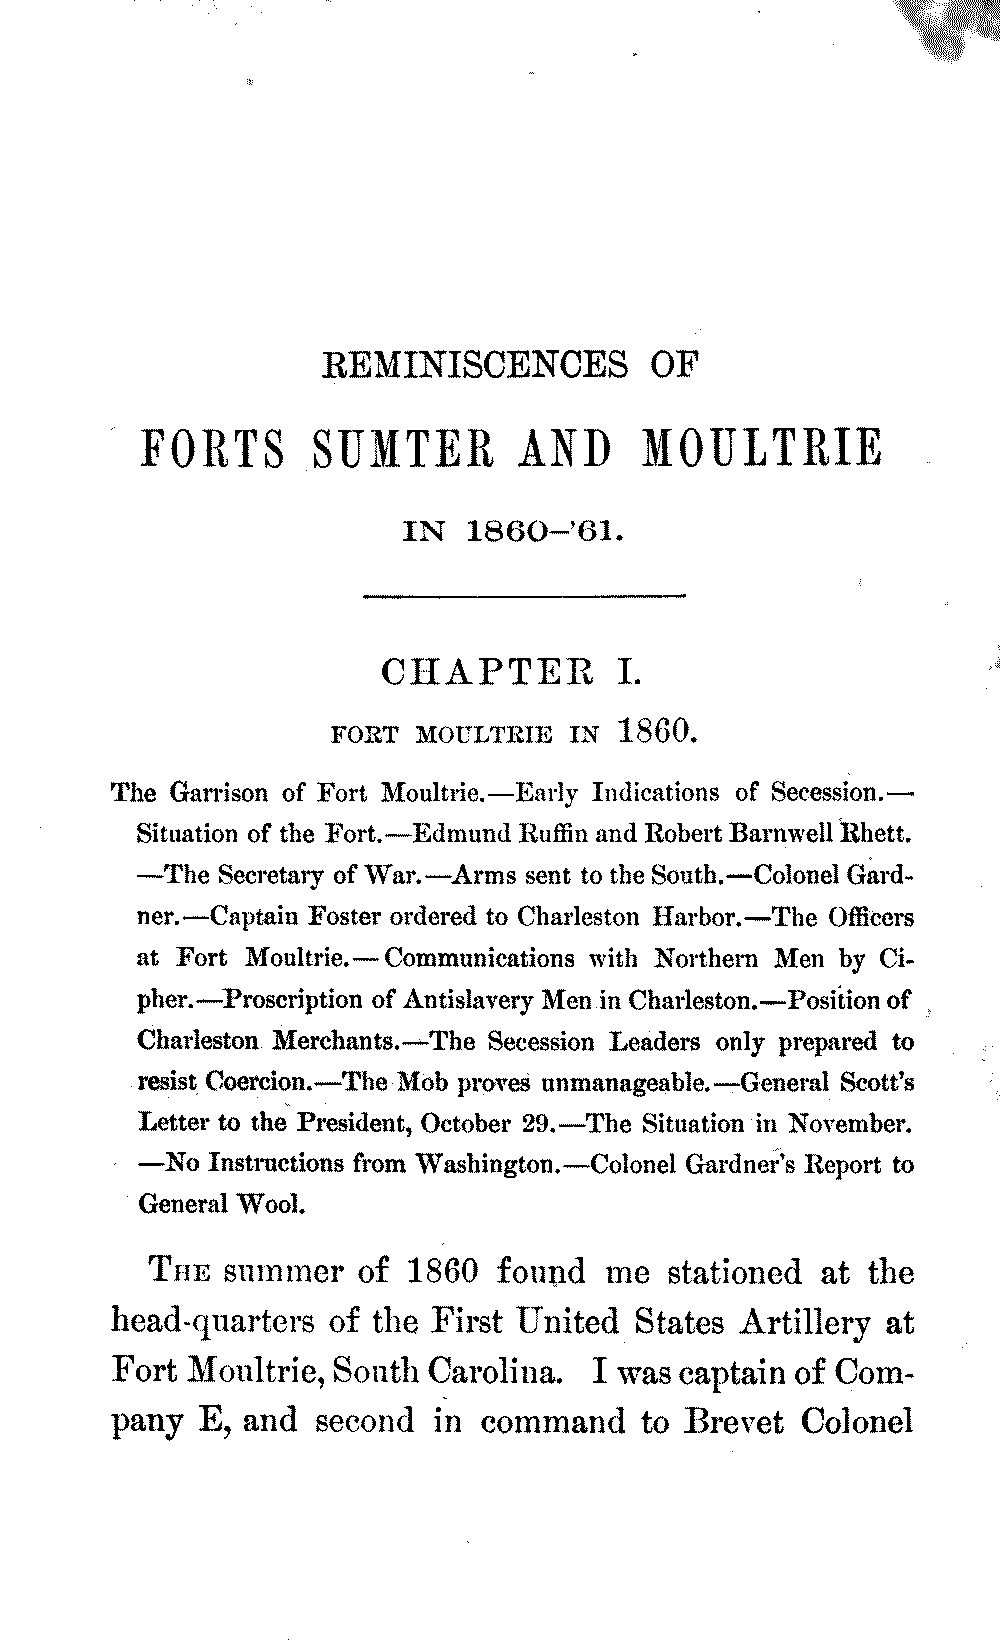 REMINISCENCES OF
FORTS SUMTER AND MOULTRIE
IN 1860–'61.
CHAPTER I.
FORT MOULTRIE IN 1860.
The Garrison of Fort Moultrie.—Early Indications of Secession.—
Situation of the Fort.—Edmund Ruffin and Robert Barnwell Rhett.
—The Secretary of War.—Arms sent to the South.—Colonel Gard-
ner.—Captain Foster ordered to Charleston Harbor.—The Officers
at Fort Moultrie.—Communications with Northern Men by Ci-
pher.—Proscription of Antislavery Men in Charleston.—Position of
Charleston Merchants.—The Secession Leaders only prepared to
resist Coercion.—The Mob proves unmanageable.—General Scott's
Letter to the President, October 29.—The Situation in November.
—No Instructions from Washington.—Colonel Gardner's Report to
General Wool.
THE summer of 1860 found me stationed at the
head-quarters of the First United States Artillery at
Fort Moultrie, South Carolina. I was captain of Com-
pany E, and second in command to Brevet Colonel